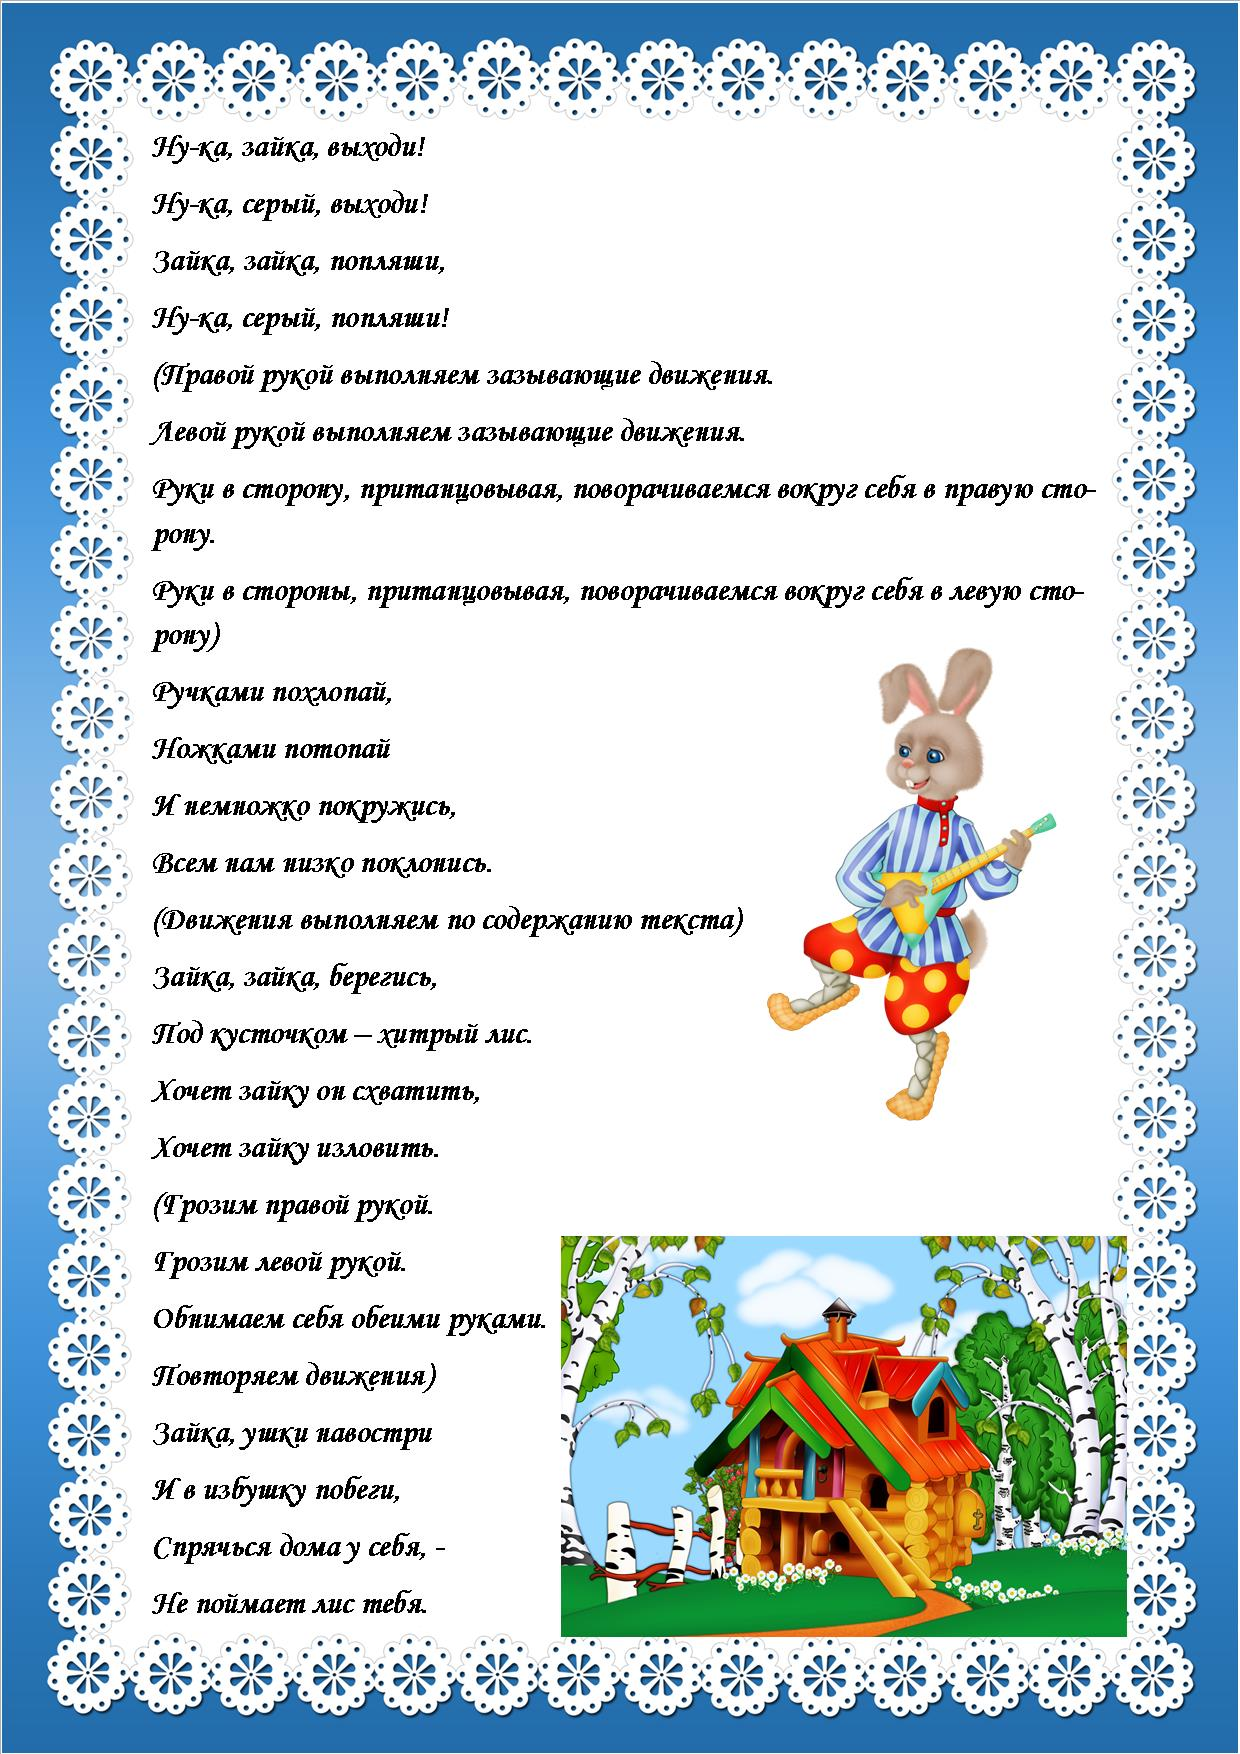 Ну-ка, зайка, выходи!
Ну-ка, серый, выходи!
Зайка, зайка, попляши,
Ну-ка, серый, попляши!
(Правой рукой выполняем зазывающие движения.
Левой рукой выполняем зазывающие движения.
Руки в сторону, пританцовывая, поворачиваемся вокруг себя в правую сто-
рону.
Руки в стороны, пританцовывая, поворачиваемся вокруг себя в левую сто-
рону)
Ручками похлопай,
Ножками потопай
И немножко покружись,
Всем нам низко поклонись.
(Движения выполняем по содержанию текста)
Зайка, зайка, берегись,
Под кусточком – хитрый лис.
Хочет зайку он схватить,
Хочет зайку изловить.
(Грозим правой рукой.
Грозим левой рукой.
Обнимаем себя обеими руками.
Повторяем движения)
Зайка, ушки навостри
И в избушку побеги,
Спрячься дома у себя, -
Не поймает лис тебя.